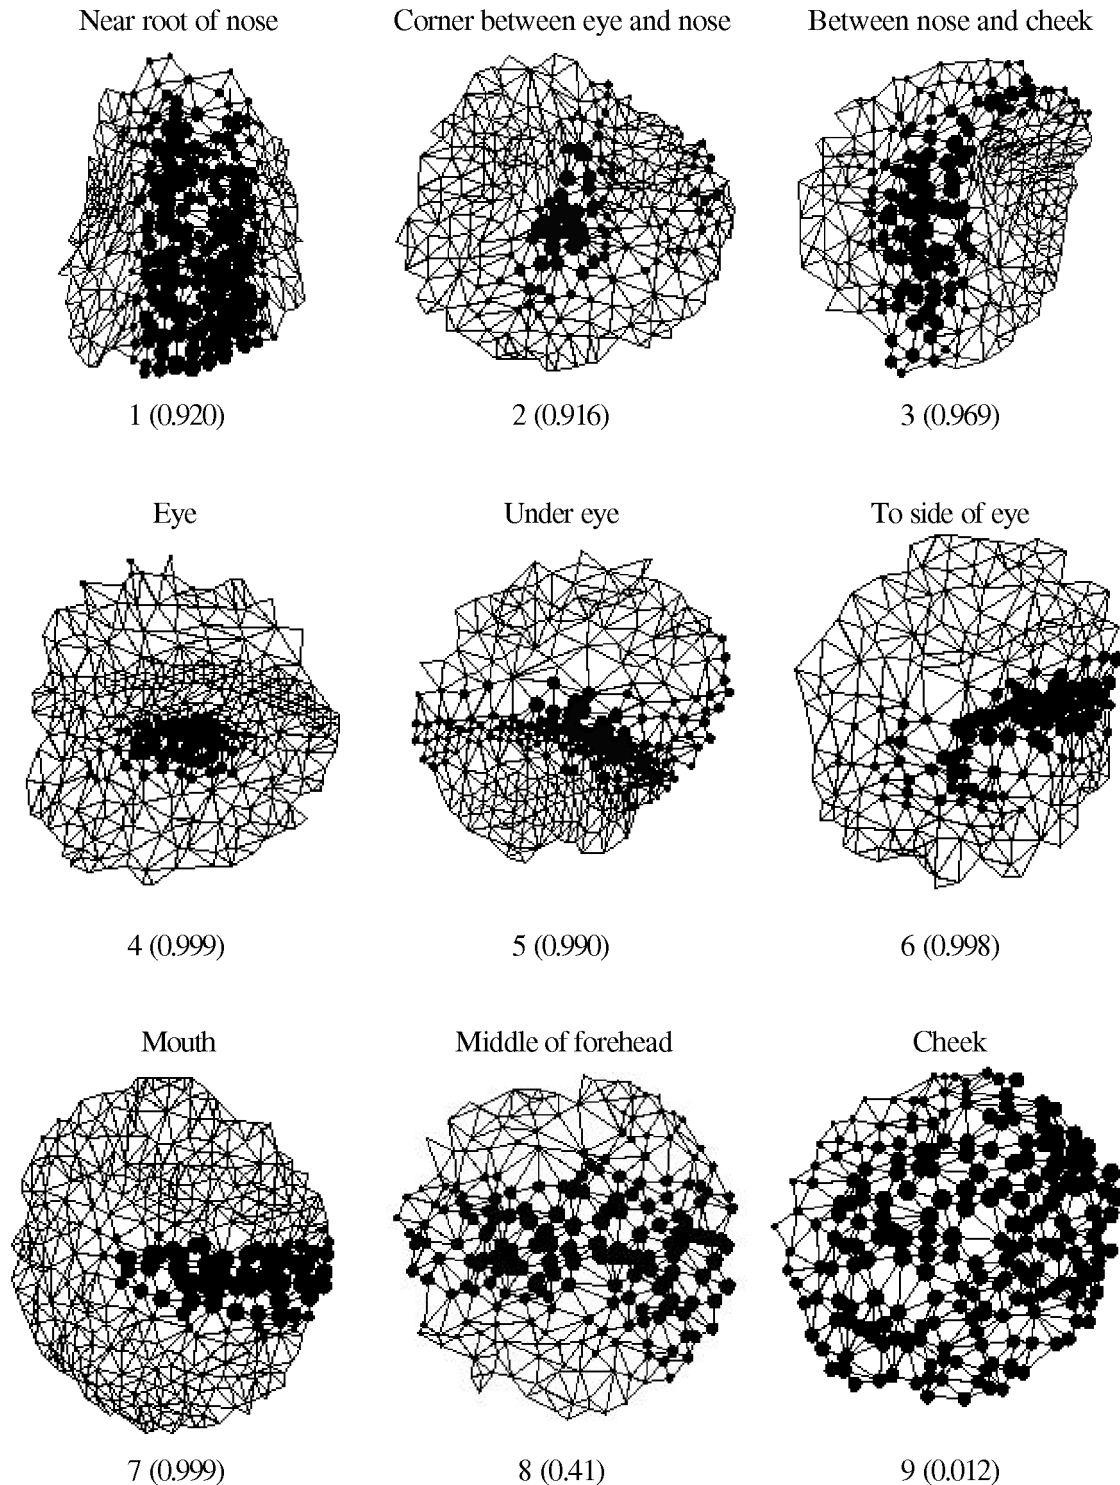 Near root of nose
Corner between eye and nose
Between nose and cheek
1 (0.920)
2 (0.916)
3 (0.969)
Eye
Under eye
To side of eye
4 (0.999)
5 (0.990)
6 (0.998)
Mouth
Middle of forehead
Cheek
7 (0.999)
8 (0.41)
9 (0.012)